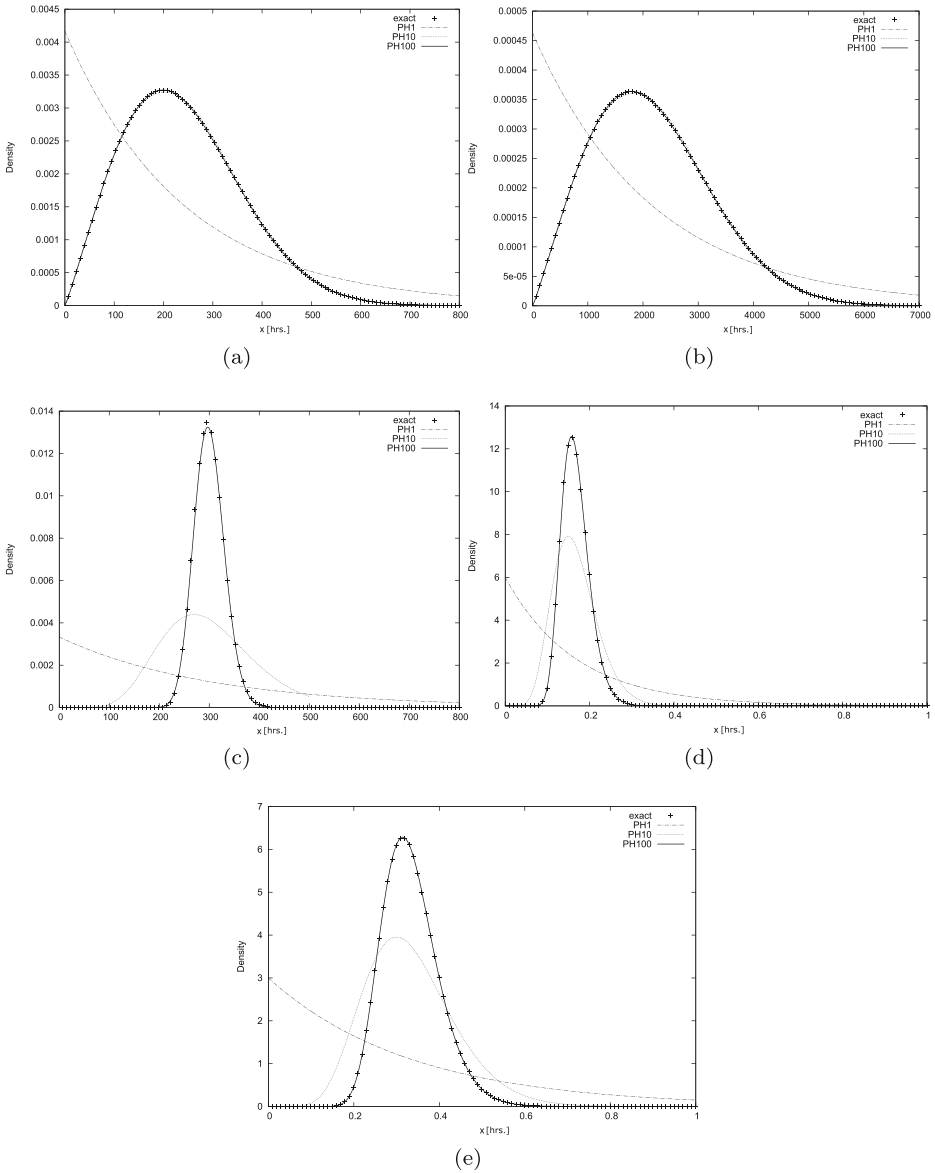 0.0045
0.004
0.0035
0.003
0.0025
0.002
0.0015
0.001
0.0005
0
Density
exact
PH1
PH10
PH100
0 100 200 300 400 500 600 700 800
x [hrs.]
(a)
0.0005
0.00045
0.0004
0.00035
0.0003
0.00025
0.0002
0.00015
0.0001
5e-05
0
Density
exact
PH1
PH10
PH100
0 1000 2000 3000 4000 5000 6000 7000
x [hrs.]
(b)
0.014
0.012
0.01
0.008
0.006
0.004
0.002
0
Density
exact
PH1
PH10
PH100
0 100 200 300 400 500 600 700 800
x [hrs.]
(c)
14
12
10
8
6
4
2
0
Density
exact
PH1
PH10
PH100
0 0.2 0.4 0.6 0.8 1
x [hrs.]
(d)
7
6
5
4
3
2
1
0
Density
exact
PH1
PH10
PH100
0 0.2 0.4 0.6 0.8 1
x [hrs.]
(e)